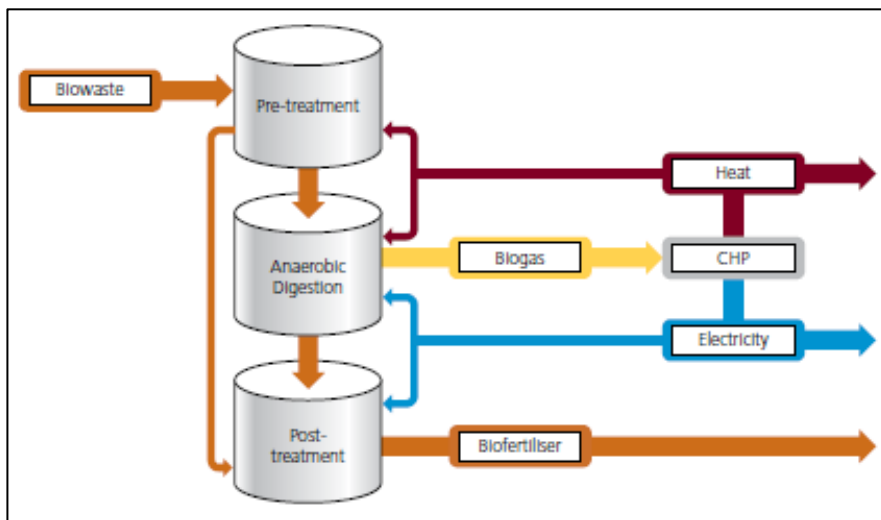 Biowaste
Pre-treatment
Heat
Anaerobic
Digestion
Biogas
CHP
Electricity
Post-
treatment
Biofertiliser